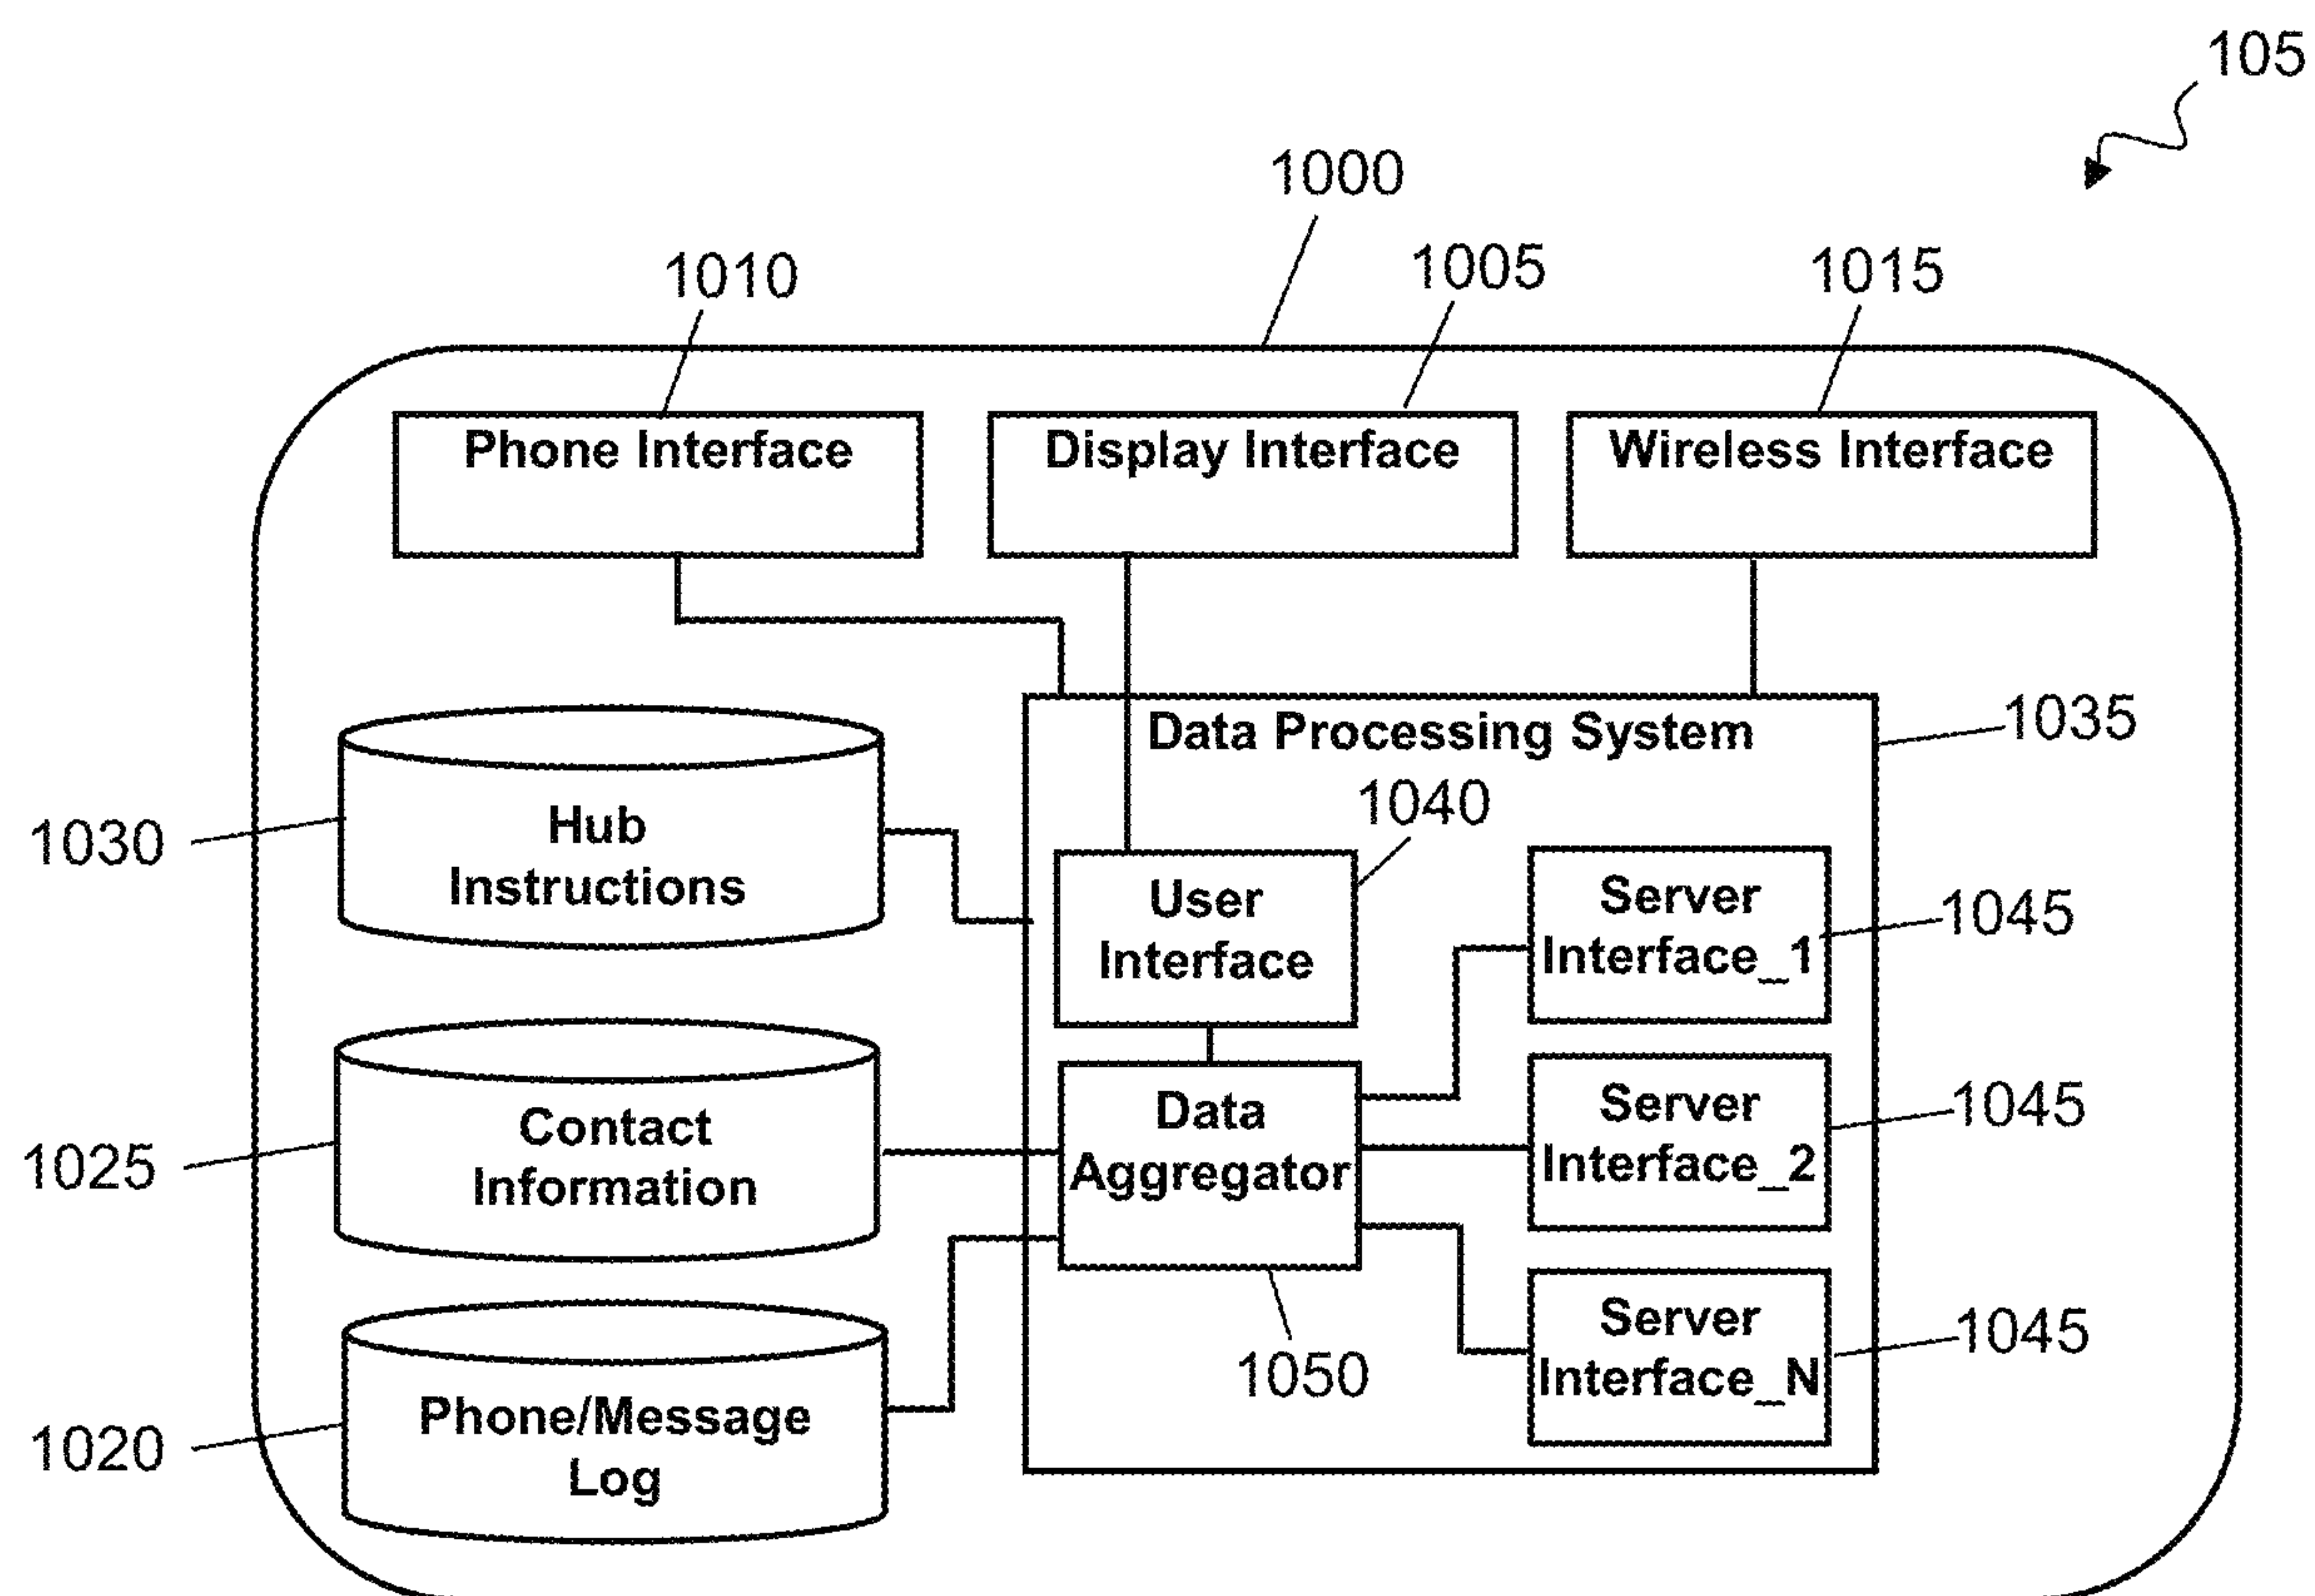 105
1000
1010
1005
1015
Phone Interface
Display Interface
Wireless Interface
Data Processing System
1035
1030
Hub
Instructions
1040
User
Interface
Server
Interface_1
1045
1025
Contact
Information
Data
Aggregator
Server
Interface_2
1045
1020
Phone/Message
Log
1050
Server
Interface_N
1045